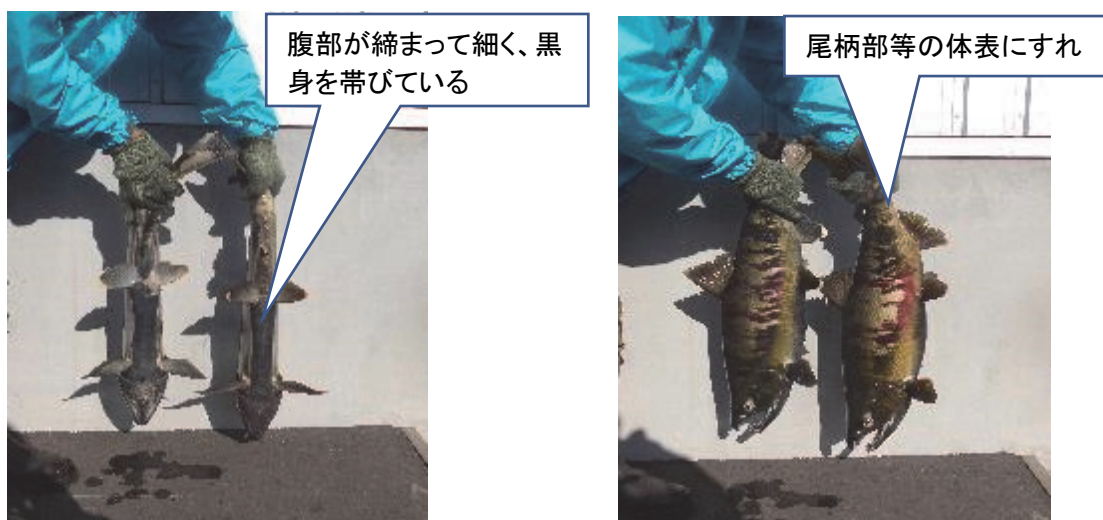 腹部が締まって細く、黒
身を帯びている
尾柄部等の体表にすれ